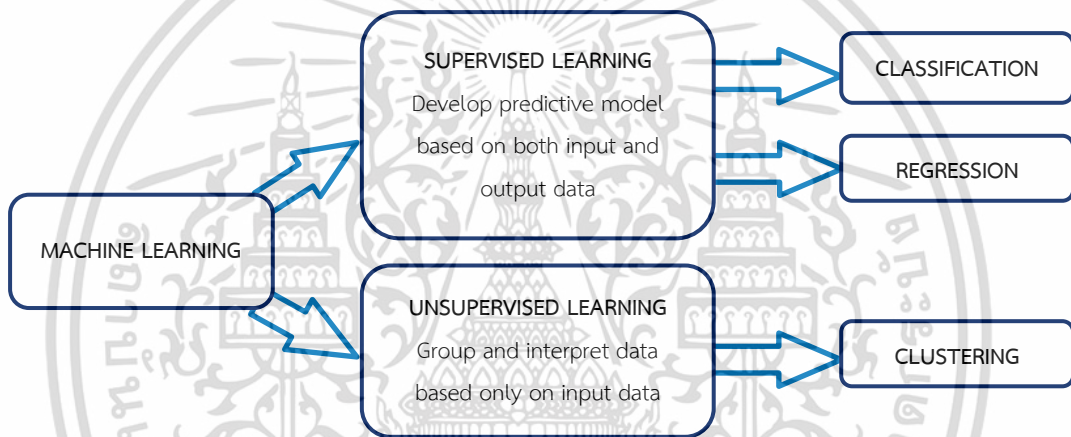 SUPERVISED LEARNING
Develop predictive model
based on both input and
output data
CLASSIFICATION
REGRESSION
MACHINE LEARNING
UNSUPERVISED LEARNING
Group and interpret data
based only on input data
CLUSTERING